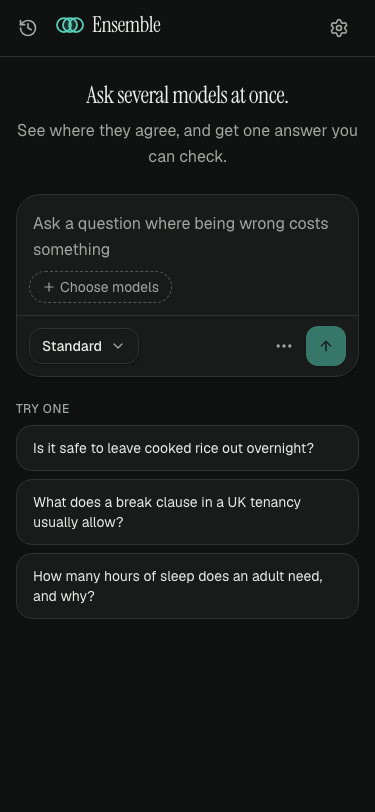 Ensemble
Ask several models at once.
See where they agree, and get one answer you
can check.
Ask a question where being wrong costs
something
+ Choose models
Standard
TRY ONE
Is it safe to leave cooked rice out overnight?
What does a break clause in a UK tenancy
usually allow?
How many hours of sleep does an adult need,
and why?